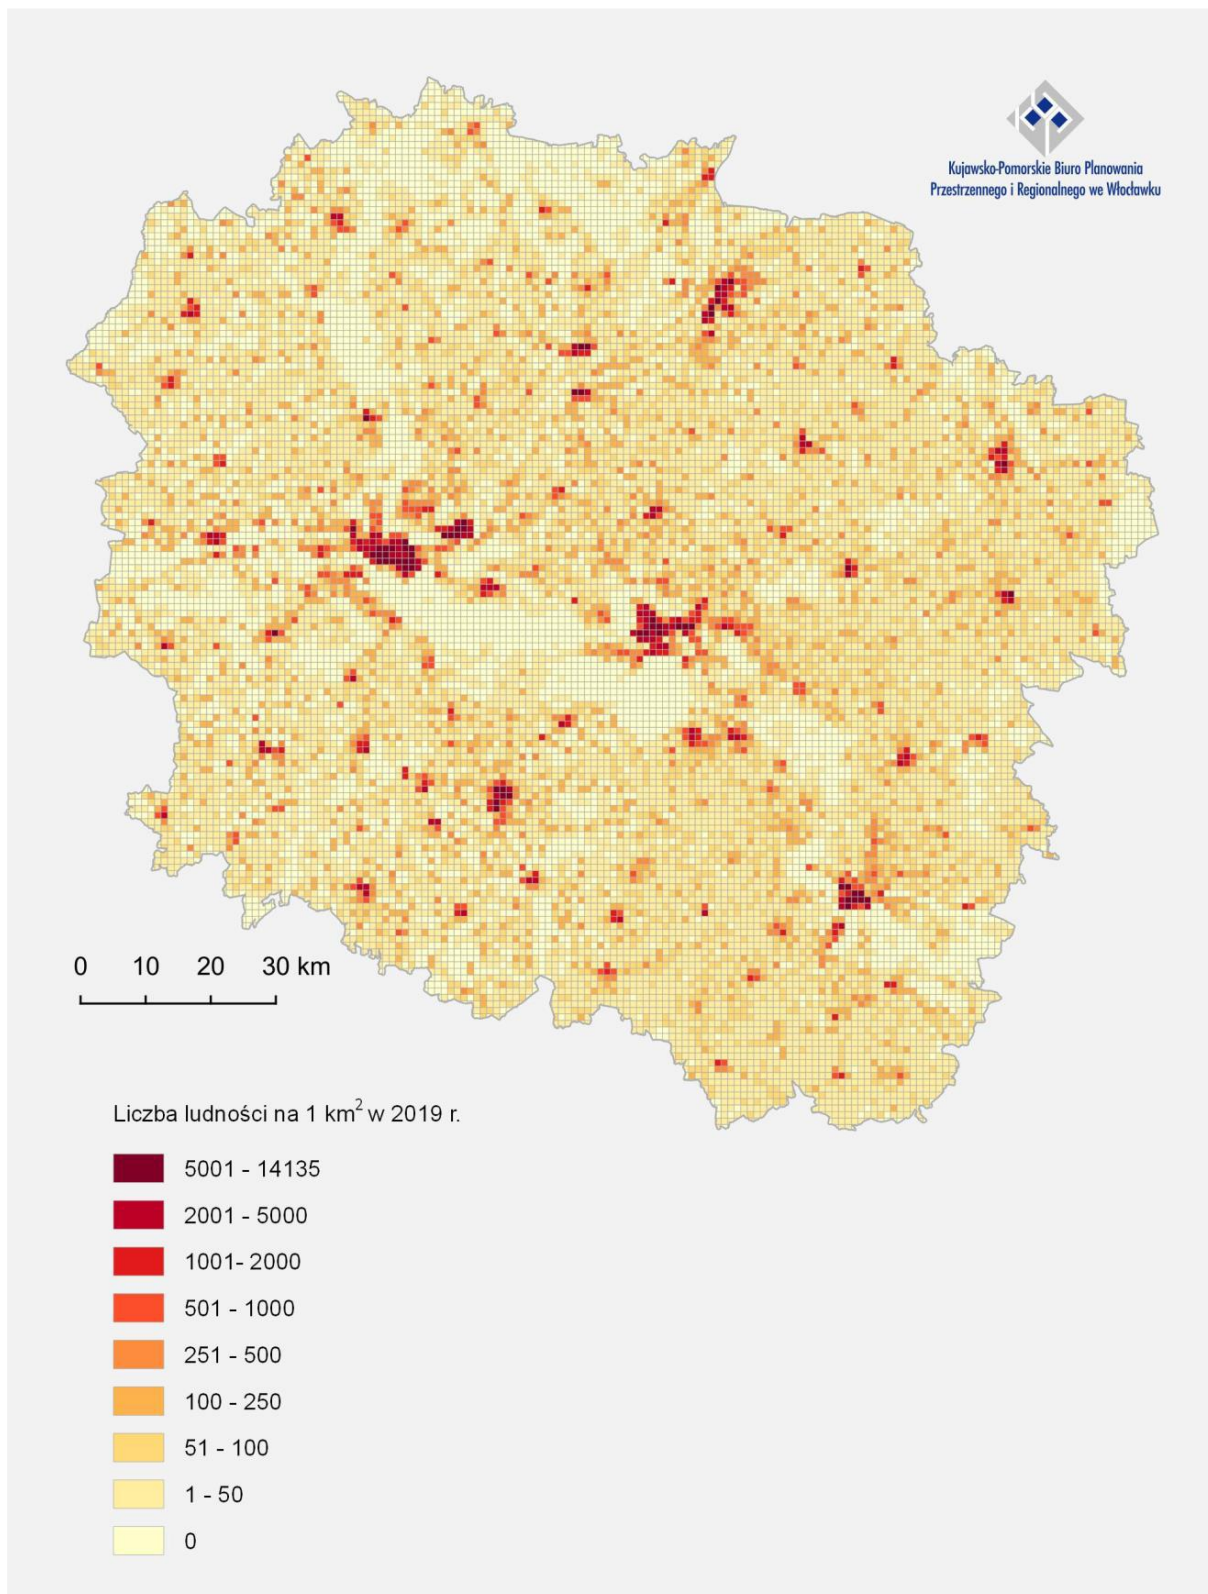 Kujawsko-Pomorskie Biuro Planowania
Przestrzennego i Regionalnego we Włocławku
0 10 20 30 km
Liczba ludności na 1 km² w 2019 r.
5001 - 14135
2001 - 5000
1001- 2000
501 - 1000
251 - 500
100 - 250
51 - 100
1 - 50
0